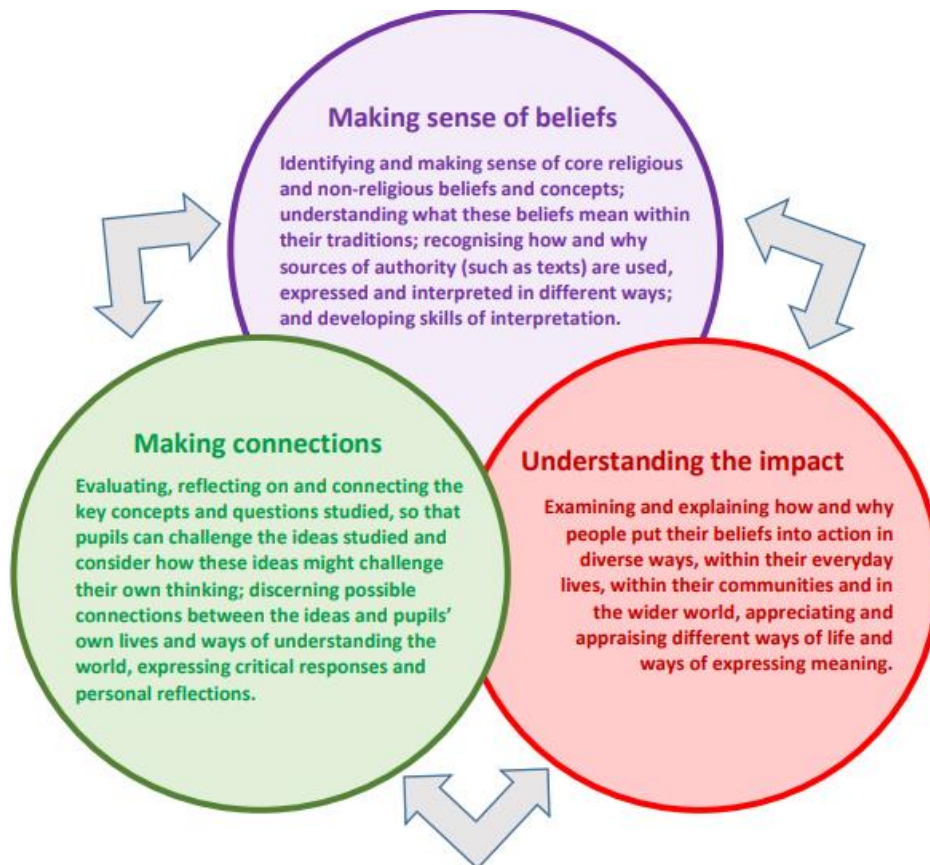 Making sense of beliefs
Identifying and making sense of core religious
and non-religious beliefs and concepts;
understanding what these beliefs mean within
their traditions; recognising how and why
sources of authority (such as texts) are used,
expressed and interpreted in different ways;
and developing skills of interpretation.
Making connections
Evaluating, reflecting on and connecting the
key concepts and questions studied, so that
pupils can challenge the ideas studied and
consider how these ideas might challenge
their own thinking; discerning possible
connections between the ideas and pupils’
own lives and ways of understanding the
world, expressing critical responses and
personal reflections.
Understanding the impact
Examining and explaining how and why
people put their beliefs into action in
diverse ways, within their everyday
lives, within their communities and in
the wider world, appreciating and
appraising different ways of life and
ways of expressing meaning.